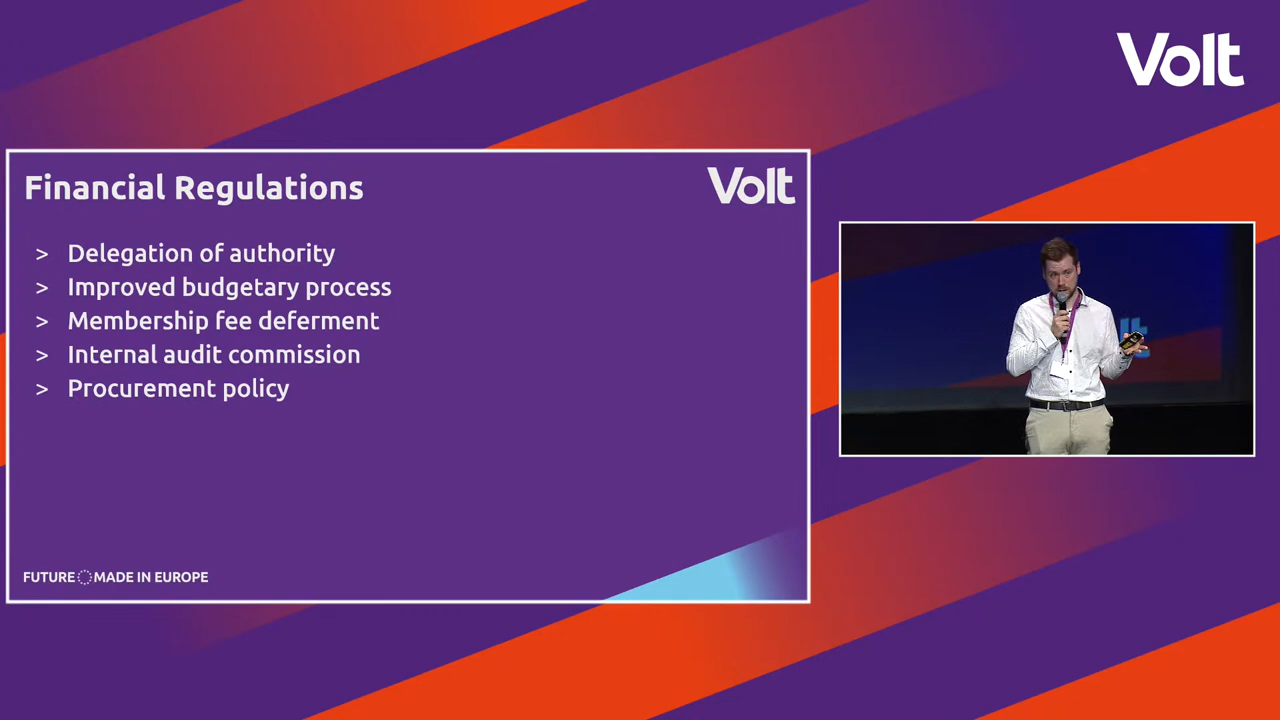 Volt
Financial Regulations
Volt
> Delegation of authority
> Improved budgetary process
> Membership fee deferment
> Internal audit commission
> Procurement policy
FUTURE MADE IN EUROPE
lt